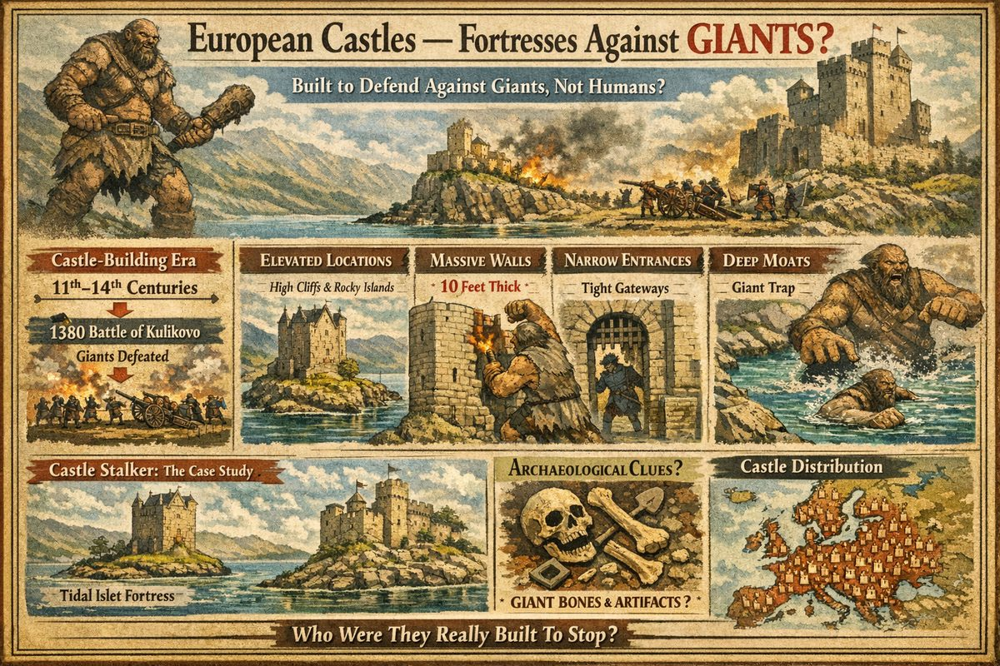 European Castles — Fortresses Against GIANTS?
Built to Defend Against Giants, Not Humans?
Castle-Building Era
11th–14th Centuries
1380 Battle of Kulikovo
Giants Defeated
Elevated Locations
High Cliffs & Rocky Islands
Massive Walls
* 10 Feet Thick *
Narrow Entrances
Tight Gateways
Deep Moats
Giant Trap
Castle Stalker: The Case Study
Tidal Islet Fortress
Archaeological Clues?
* Giant Bones & Artifacts? *
Castle Distribution
Who Were They Really Built To Stop?